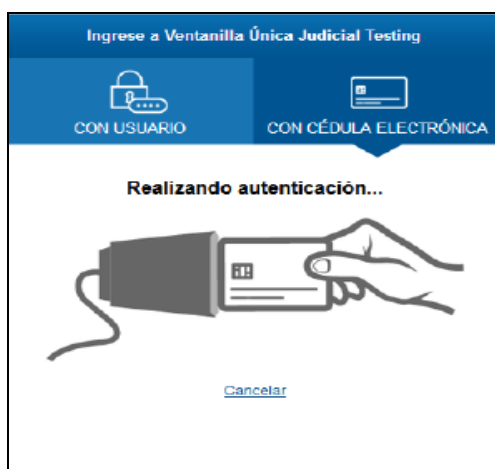 Ingrese a Ventanilla Única Judicial Testing
CON USUARIO
CON CÉDULA ELECTRÓNICA
Realizando autenticación...
Cancelar